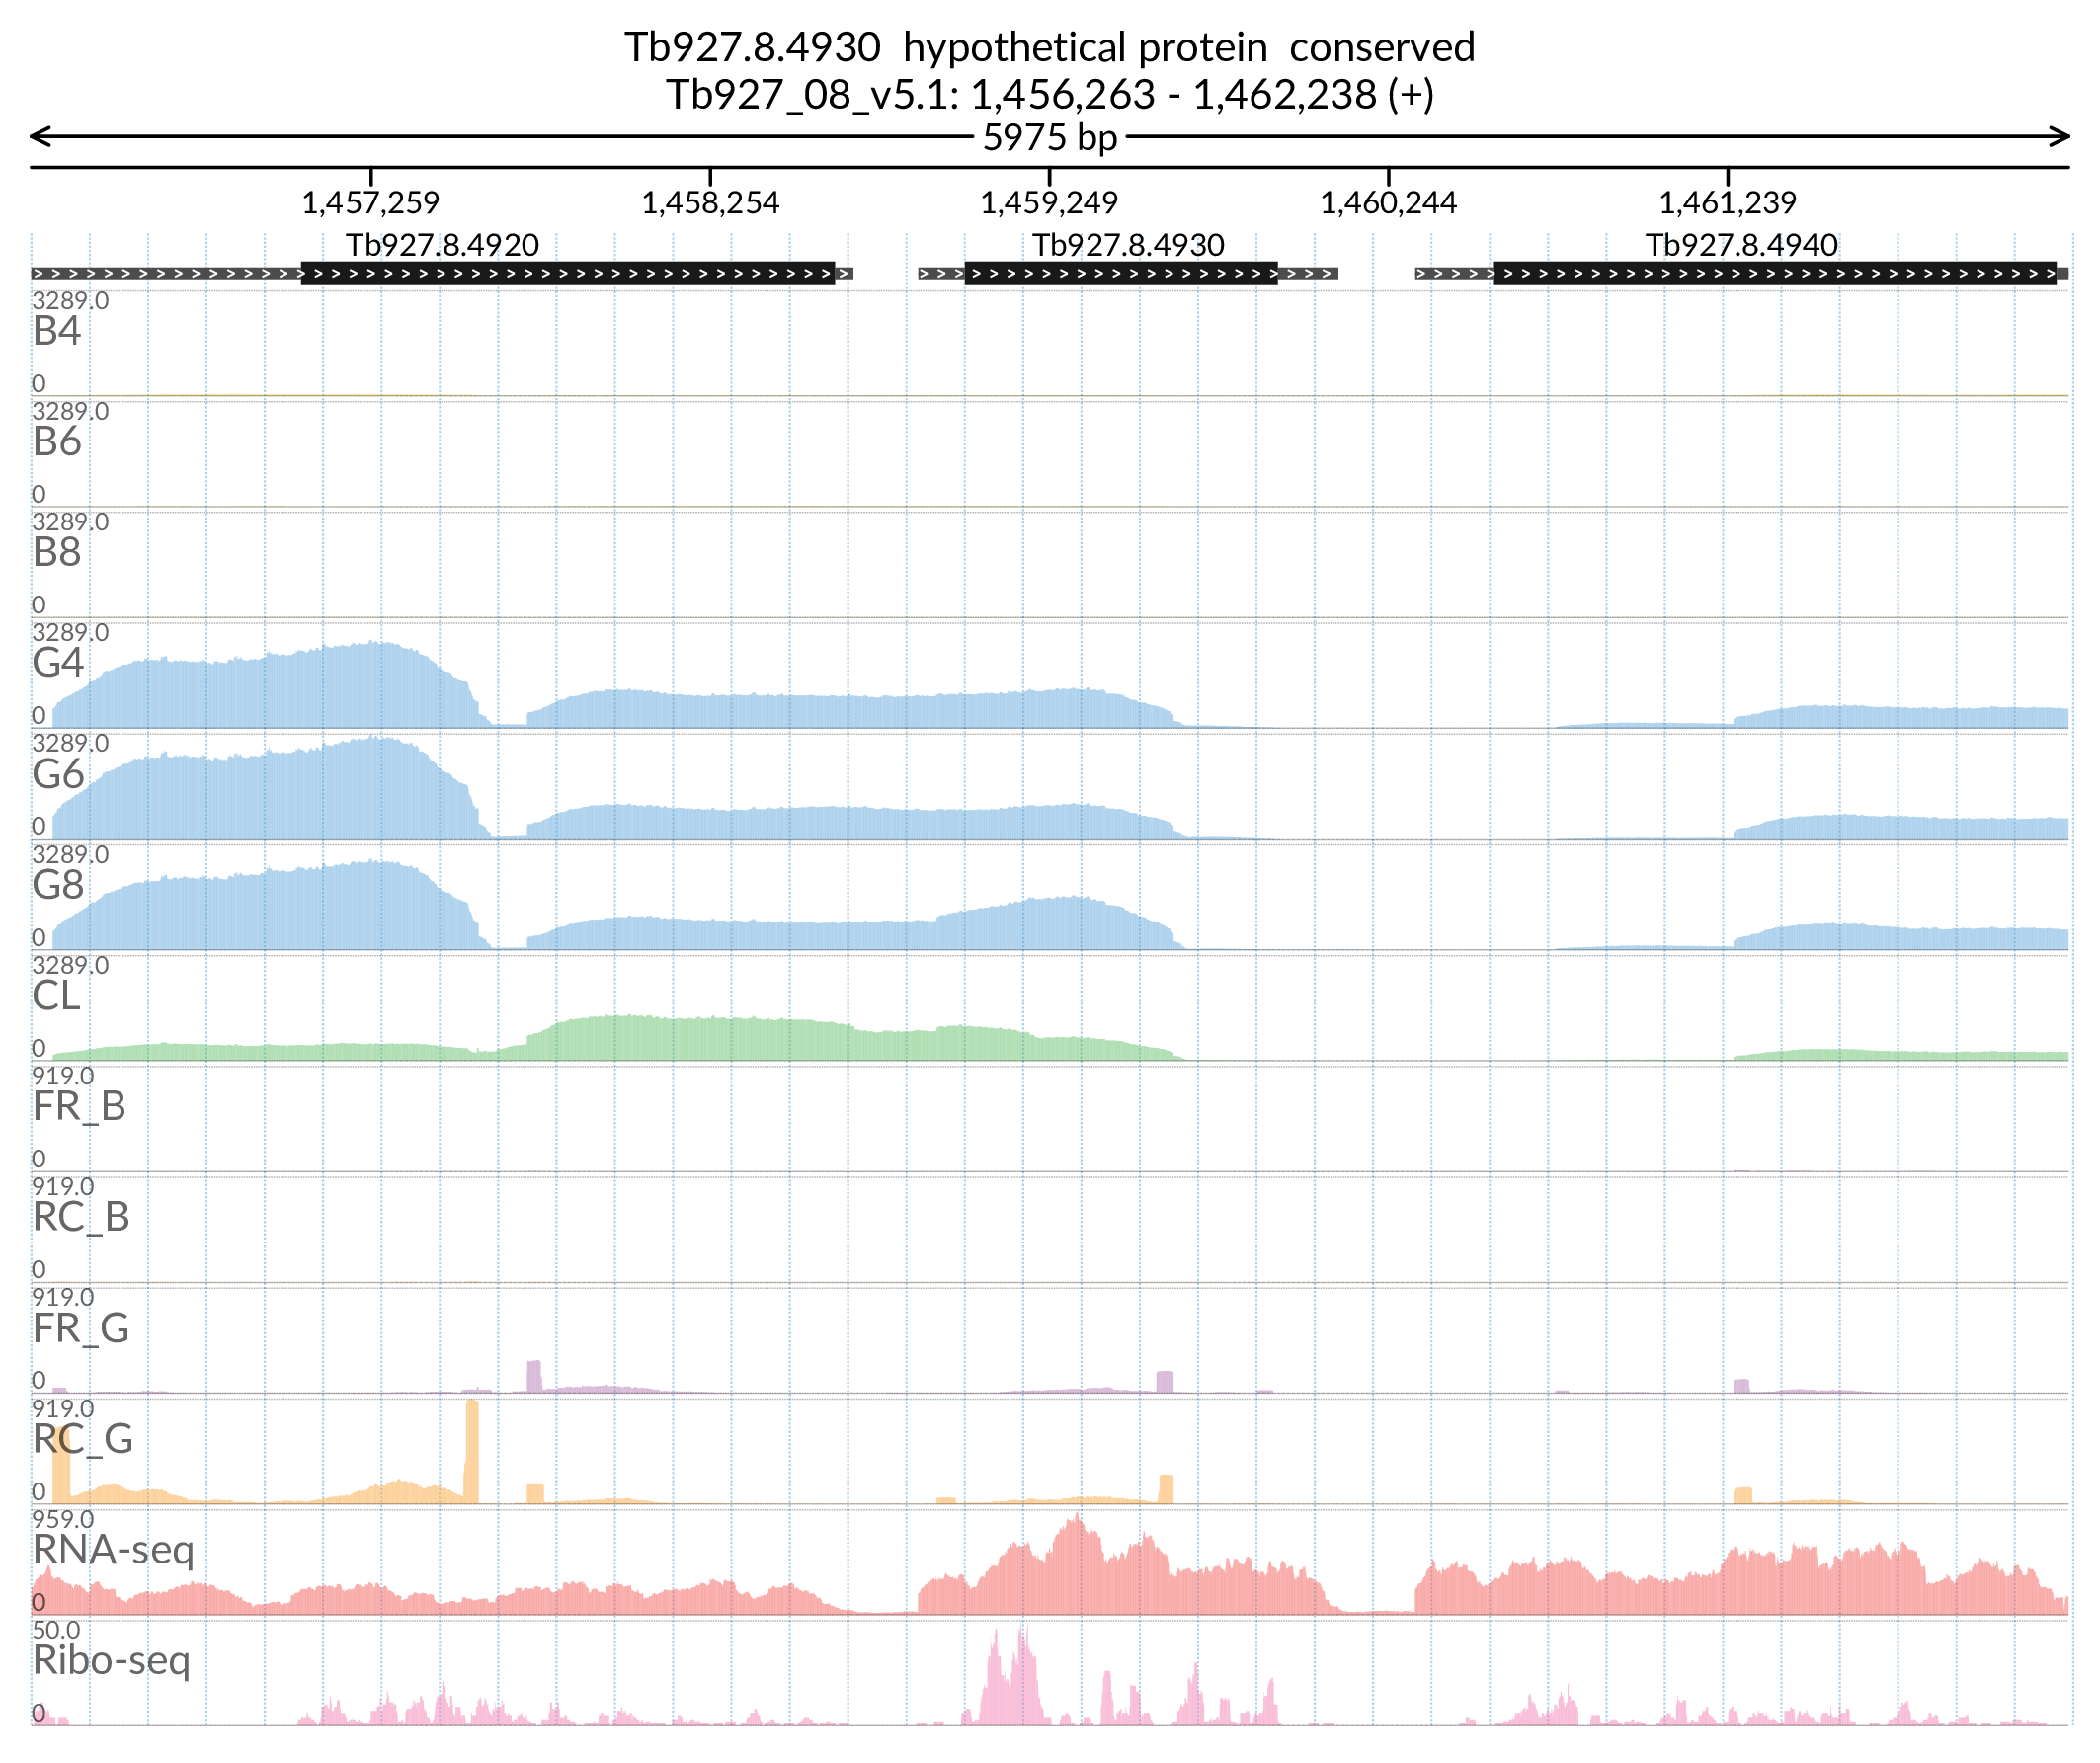 Tb927.8.4930 hypothetical protein conserved
Tb927_08_v5.1: 1,456,263 - 1,462,238 (+)
5975 bp
1,457,259 1,458,254 1,459,249 1,460,244 1,461,239
Tb927.8.4920 Tb927.8.4930 Tb927.8.4940
3289.0
B4
0
3289.0
B6
0
3289.0
B8
0
3289.0
G4
0
3289.0
G6
0
3289.0
G8
0
3289.0
CL
0
919.0
FR_B
0
919.0
RC_B
0
919.0
FR_G
0
919.0
RC_G
0
959.0
RNA-seq
0
50.0
Ribo-seq
0